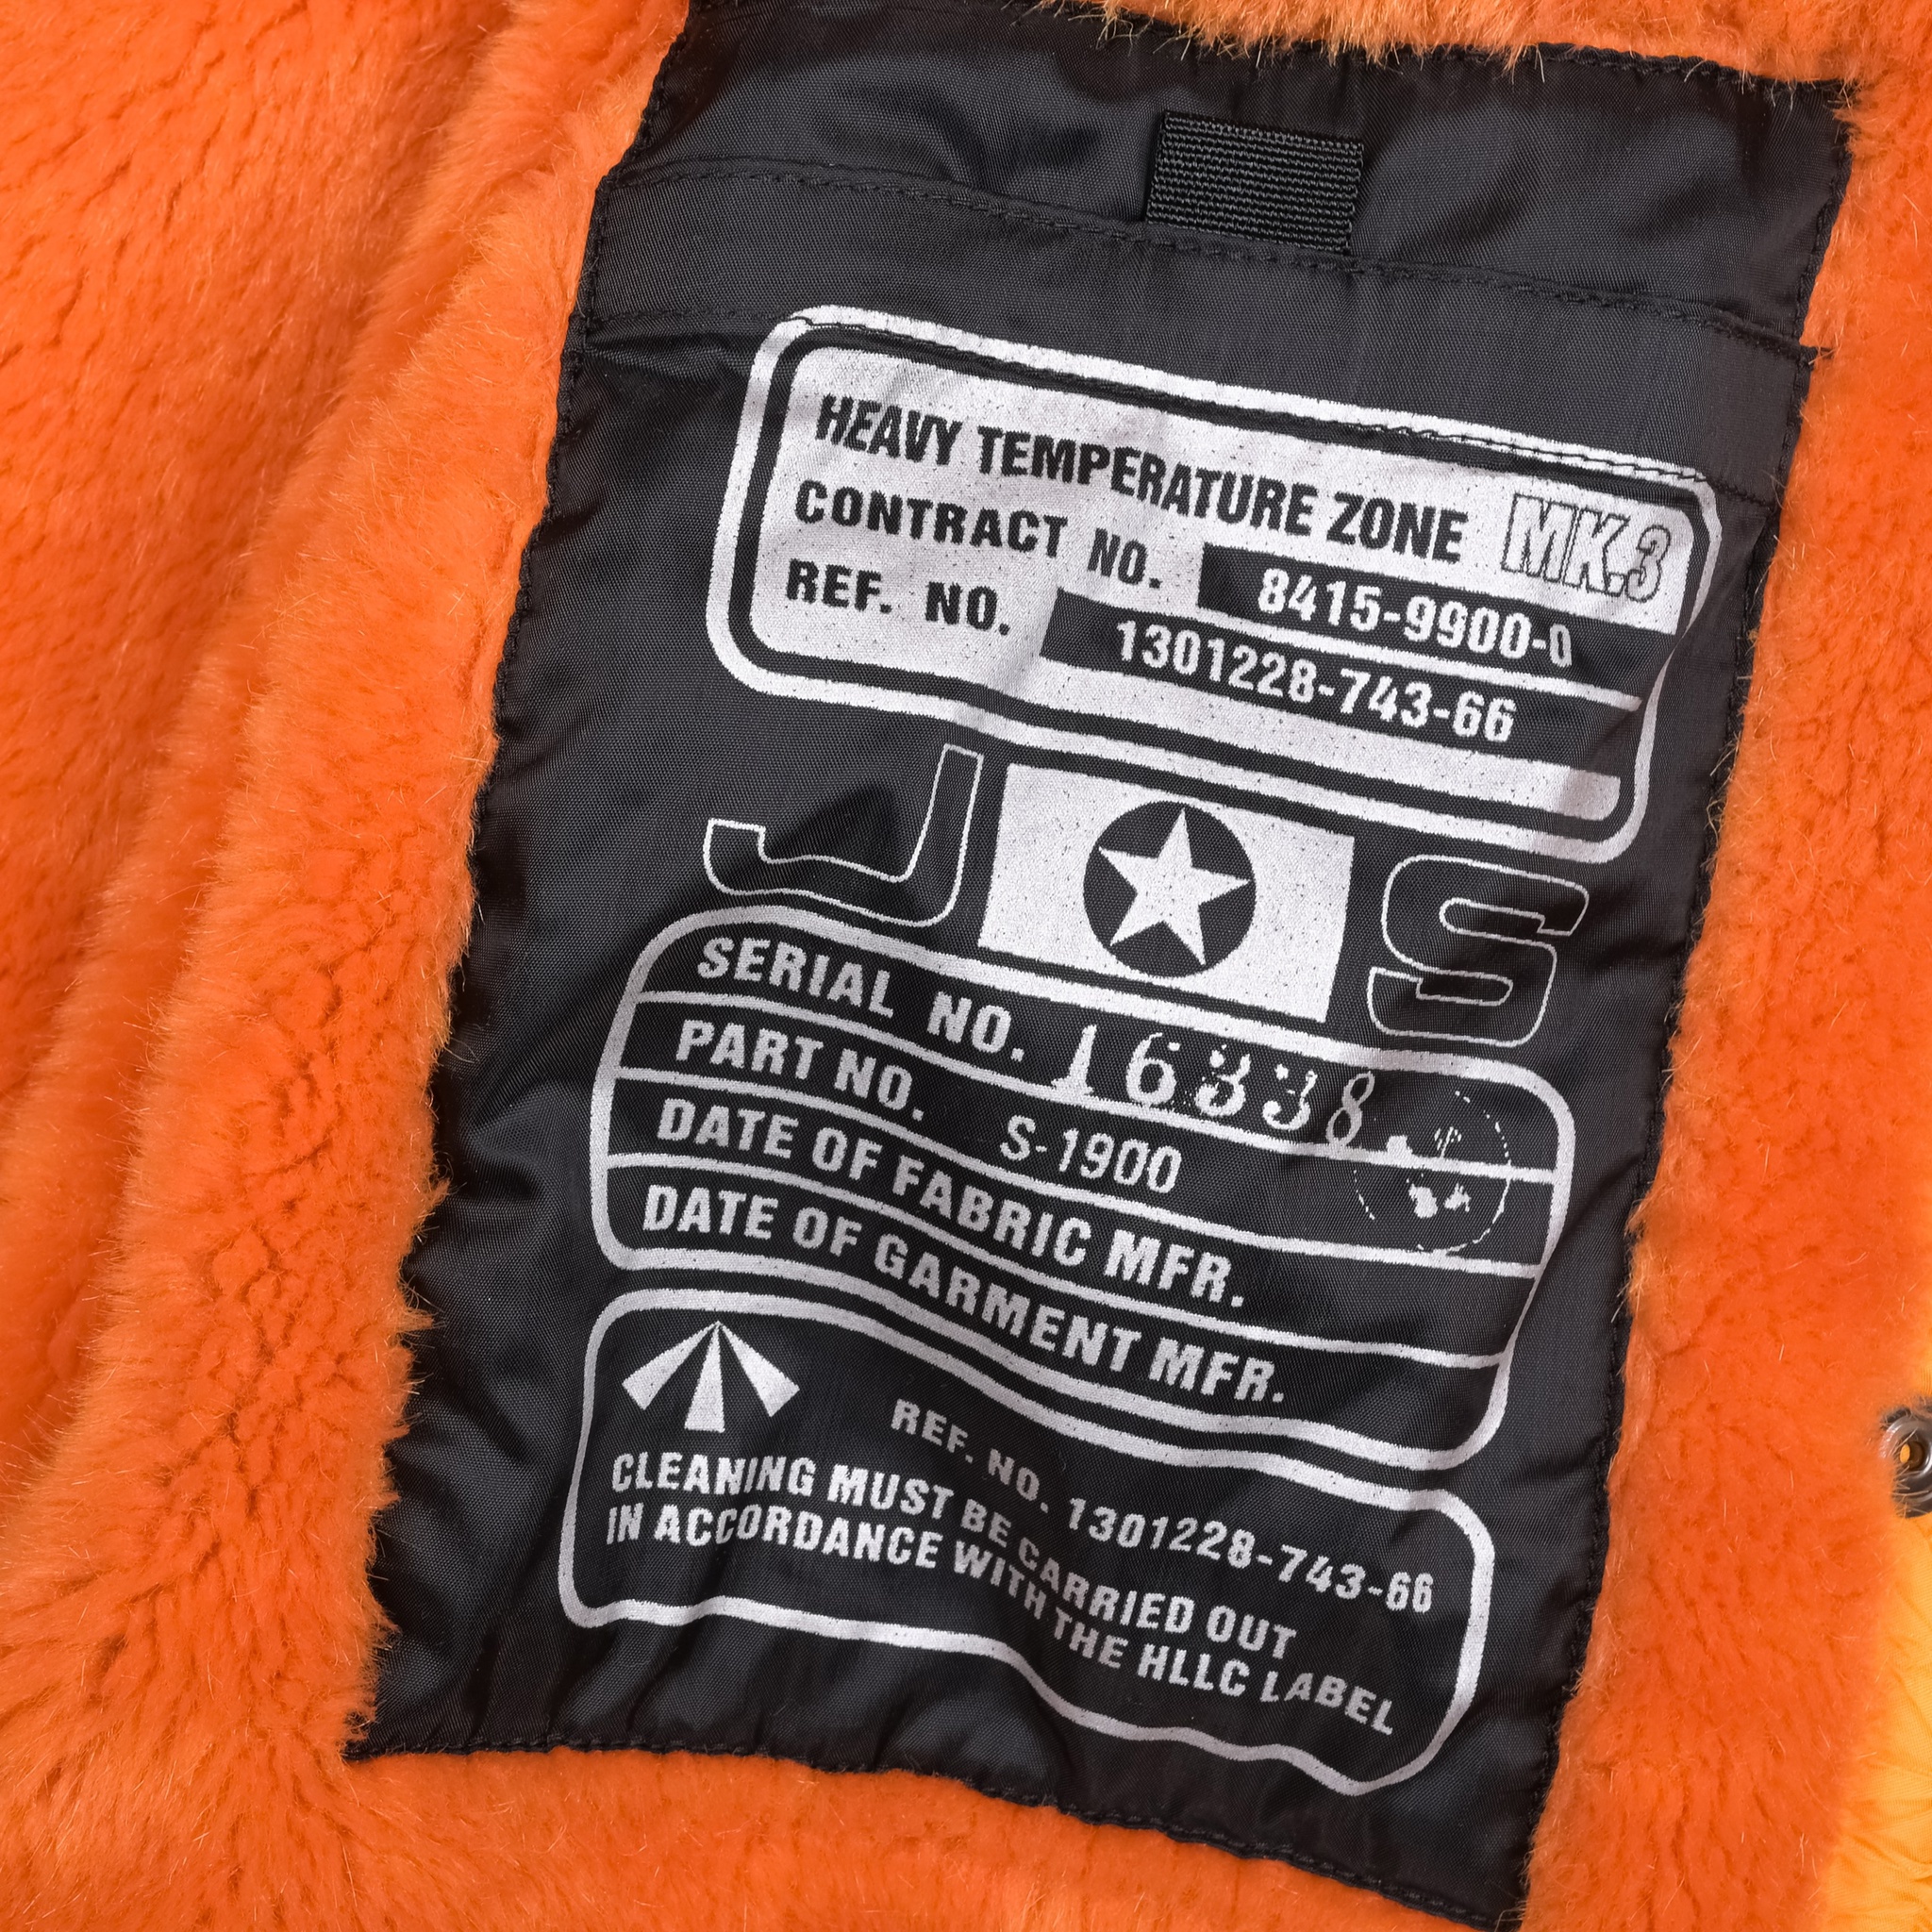 HEAVY TEMPERATURE ZONE MK.3
CONTRACT NO. 8415-9900-0
REF. NO. 1301228-743-66
J S
SERIAL NO. 16338.
PART NO. S-1900
DATE OF FABRIC MFR.
DATE OF GARMENT MFR.
REF. NO. 1301228-743-66
CLEANING MUST BE CARRIED OUT
IN ACCORDANCE WITH THE HLLC LABEL